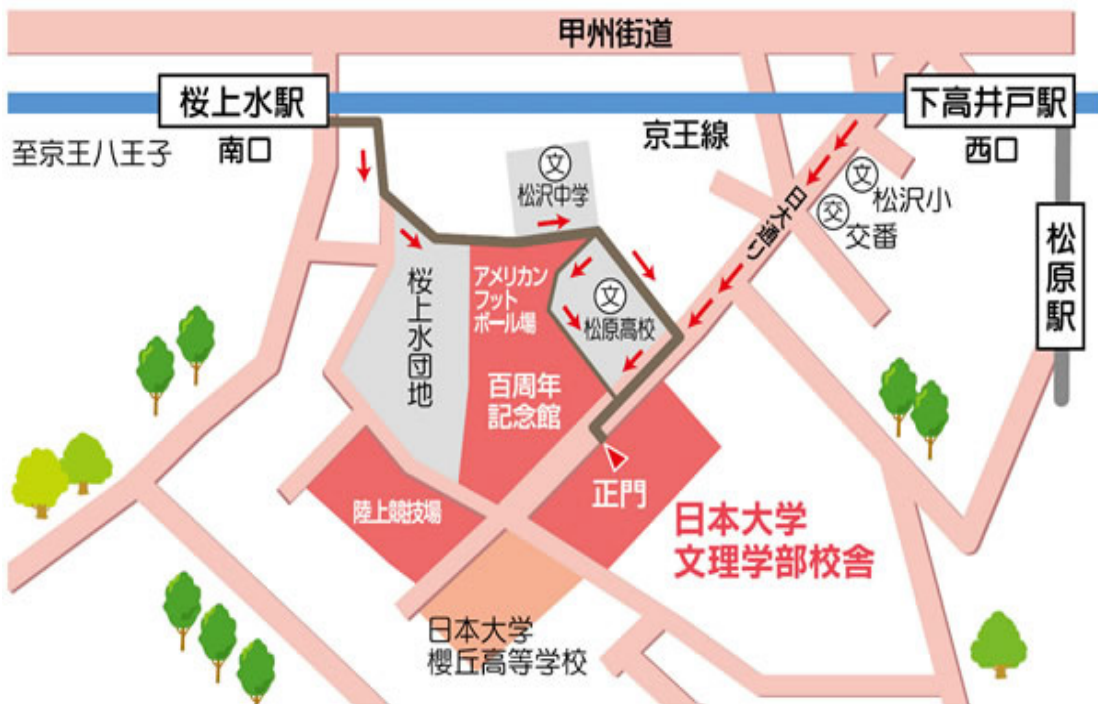 甲州街道
桜上水駅
下高井戸駅
京王線
至京王八王子
南口
西口
文
松沢中学
文
松沢小
交
交番
日大通り
松原駅
桜上水団地
アメリカン
フット
ボール場
文
松原高校
百周年
記念館
正門
陸上競技場
日本大学
文理学部校舎
日本大学
櫻丘高等学校